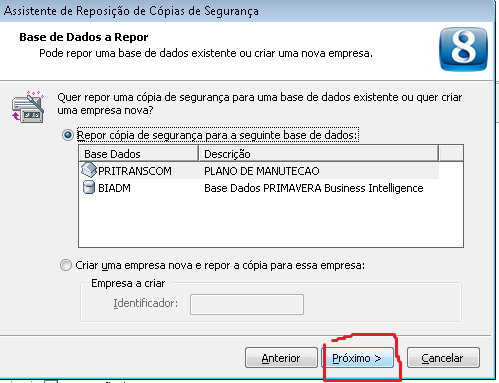 Assistente de Reposição de Cópias de Segurança
Base de Dados a Repor
Pode repor uma base de dados existente ou criar uma nova empresa.
8
Quer repor uma cópia de segurança para uma base de dados existente ou quer criar
uma empresa nova?
Repor cópia de segurança para a seguinte base de dados:
Base Dados Descrição
PRITRANSCOM PLANO DE MANUTECAO
BIADM Base Dados PRIMAVERA Business Intelligence
Criar uma empresa nova e repor a cópia para essa empresa:
Empresa a criar
Identificador:
Anterior Próximo > Cancelar